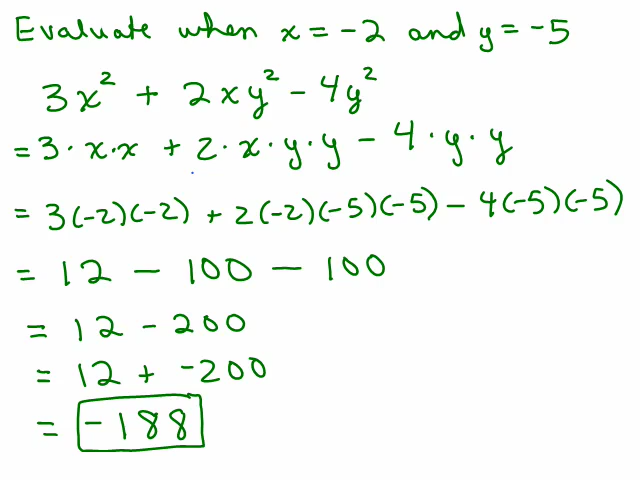 Evaluate when x = -2 and y = -5
3x² + 2xy² - 4y²
= 3 · x · x + 2 · x · y · y - 4 · y · y
= 3(-2)(-2) + 2(-2)(-5)(-5) - 4(-5)(-5)
= 12 - 100 - 100
= 12 - 200
= 12 + -200
= -188